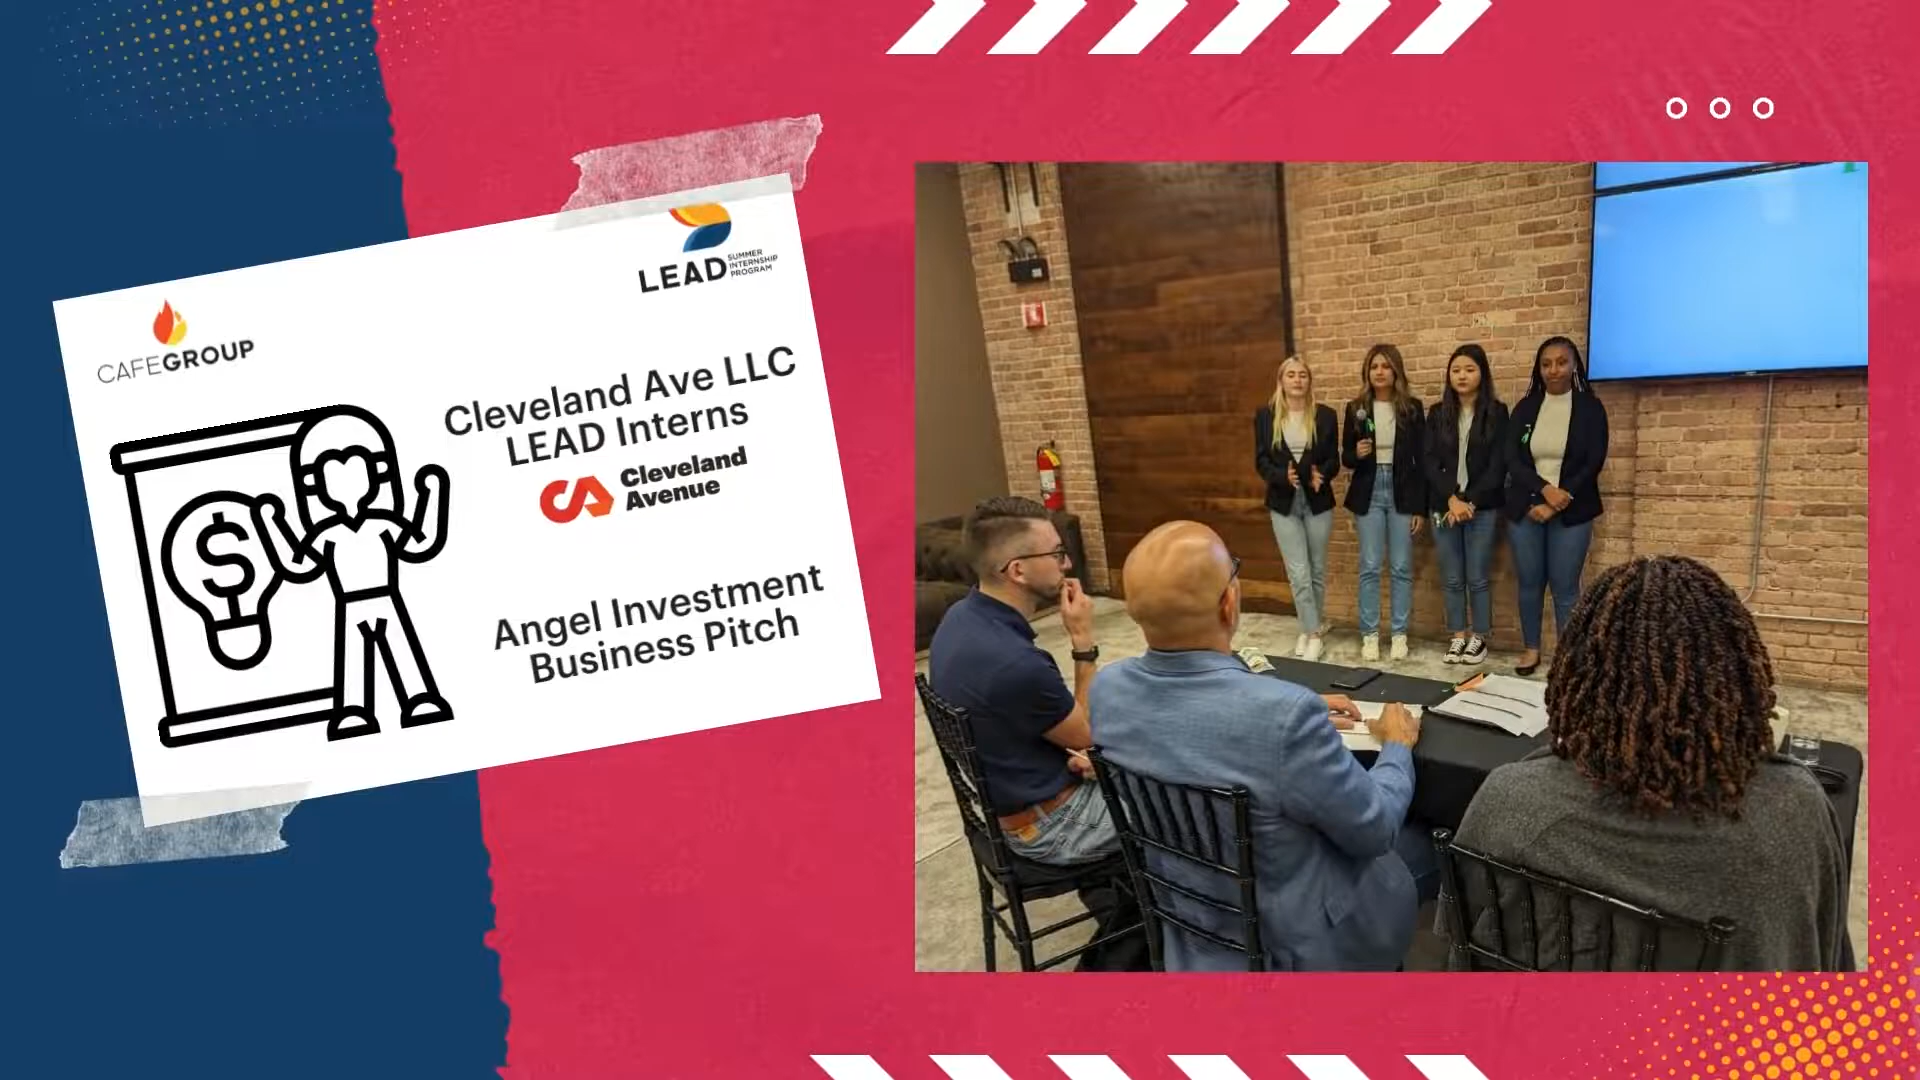 CAFEGROUP
LEAD
SUMMER
INTERNSHIP
PROGRAM
Cleveland Ave LLC
LEAD Interns
Cleveland
Avenue
$
Angel Investment
Business Pitch